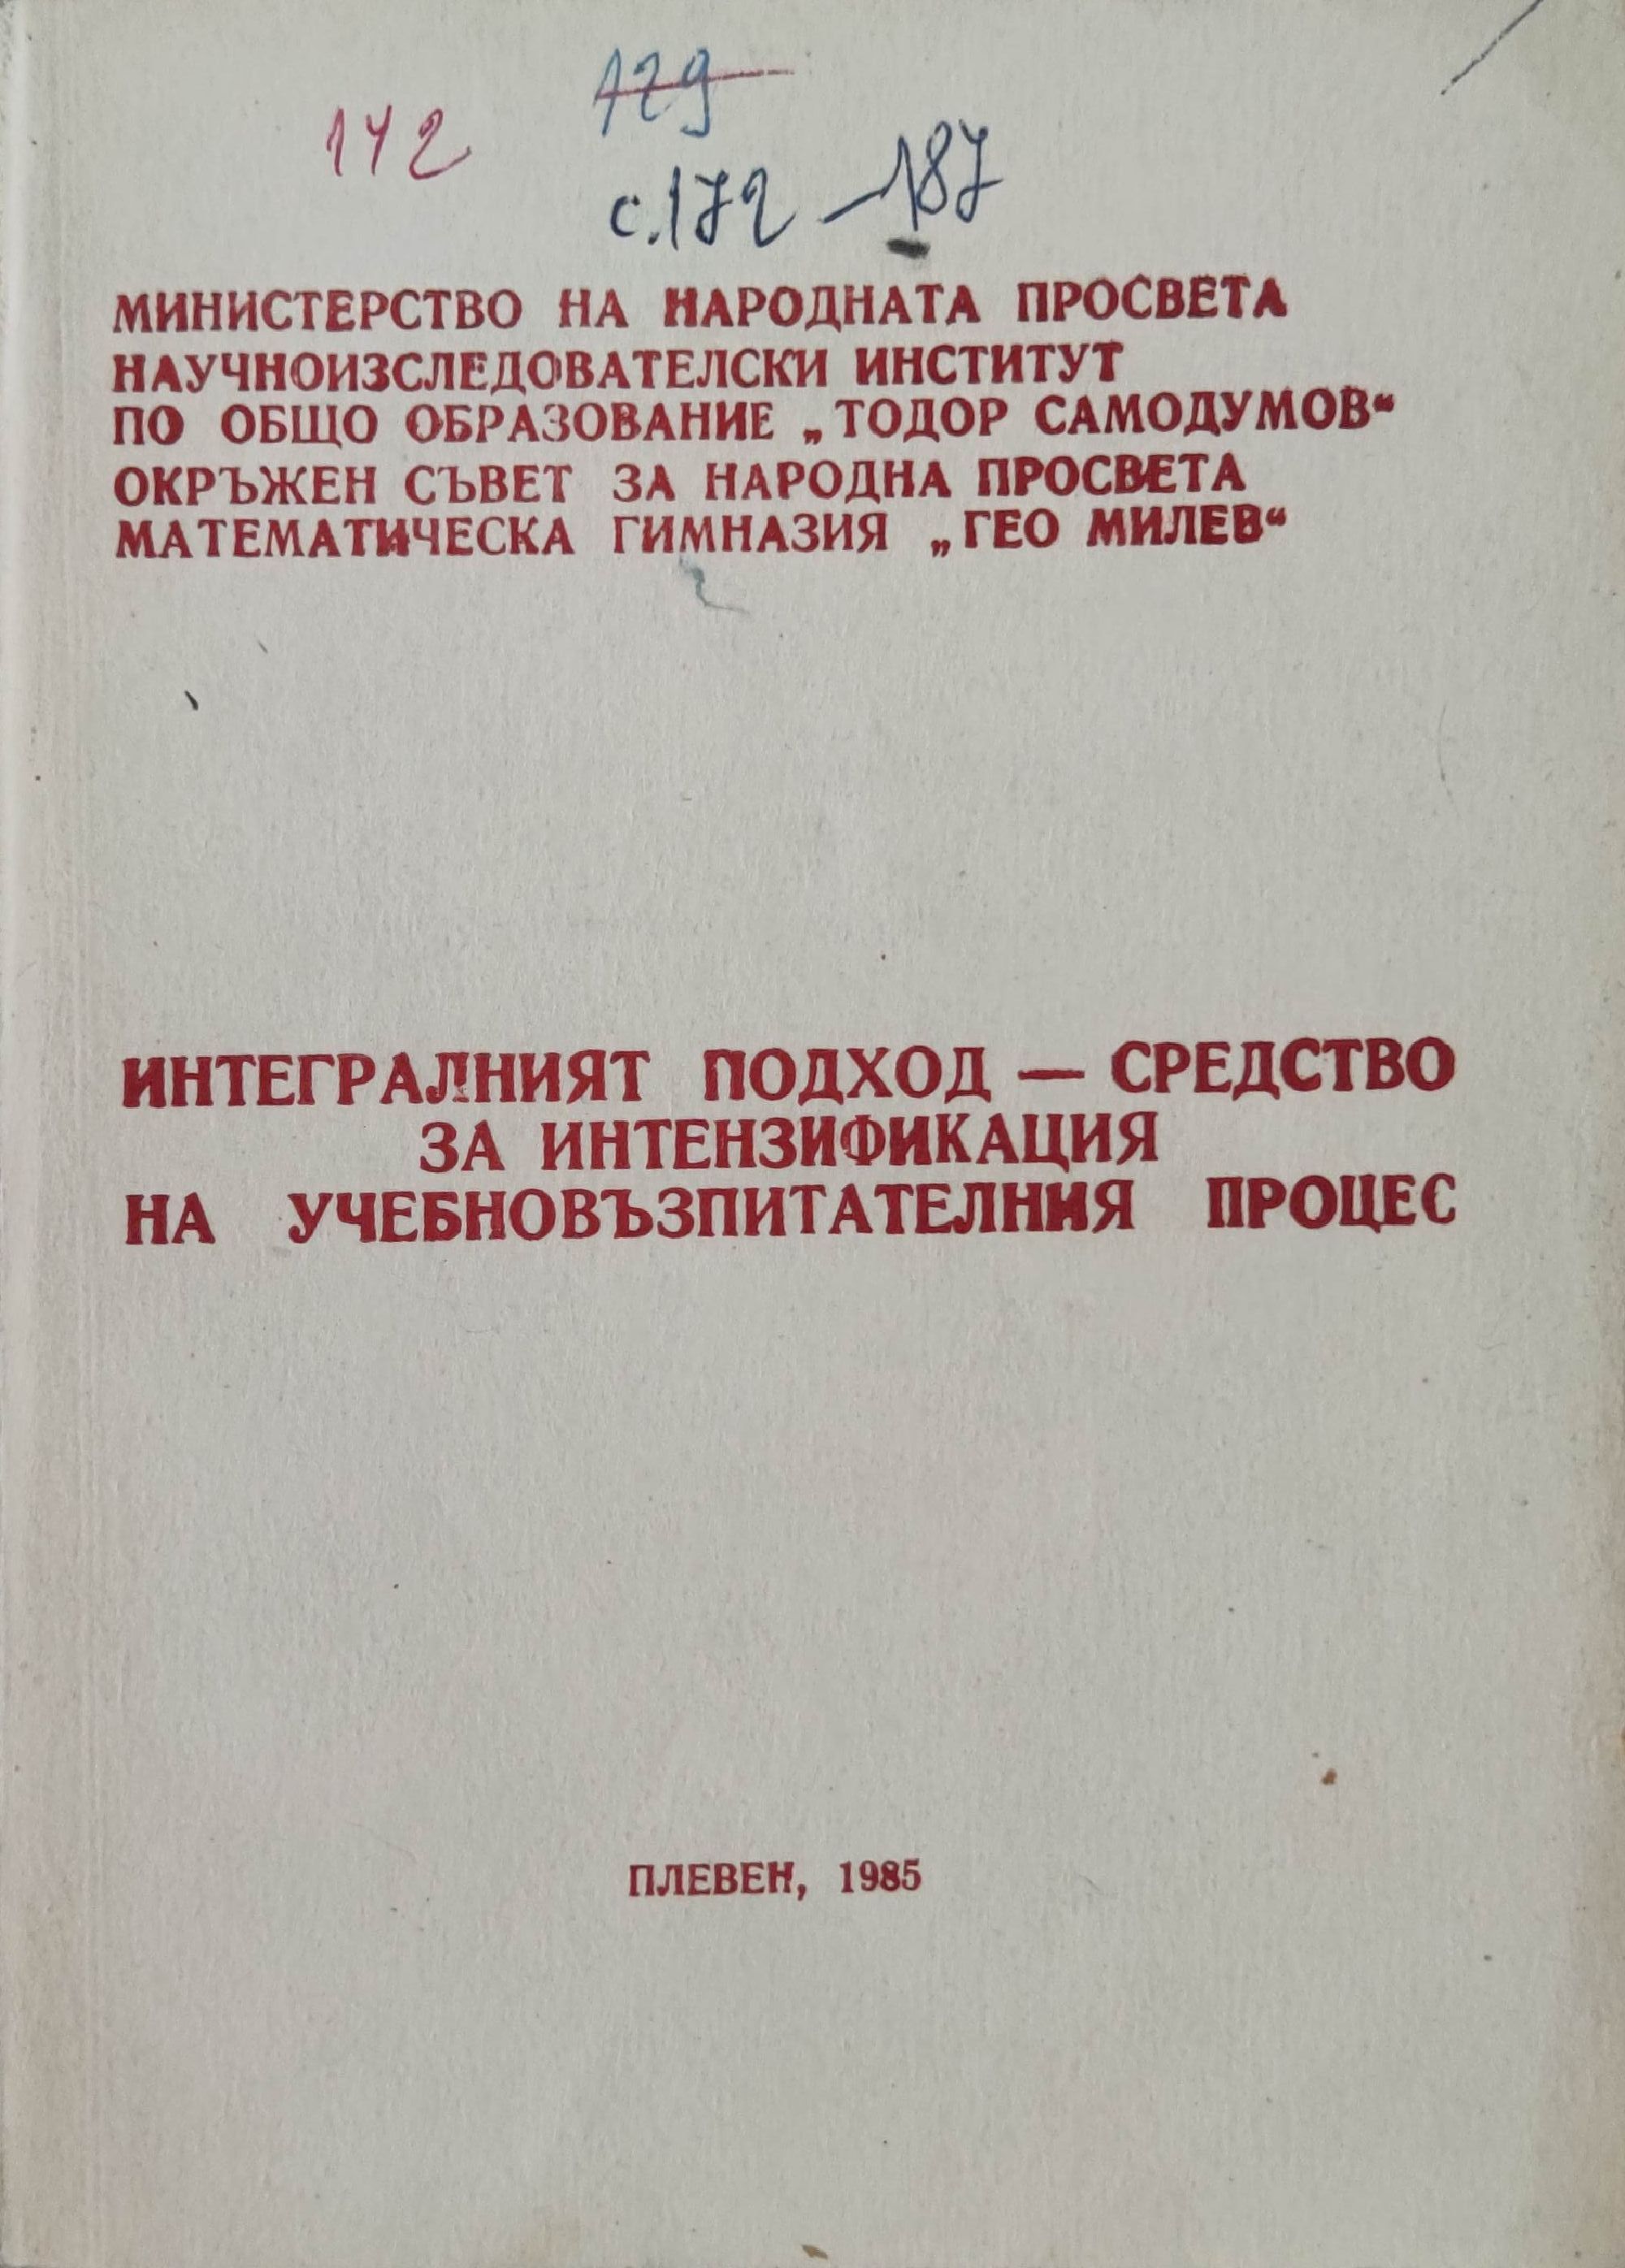 129
142
с. 172 – 187
МИНИСТЕРСТВО НА НАРОДНАТА ПРОСВЕТА
НАУЧНОИЗСЛЕДОВАТЕЛСКИ ИНСТИТУТ
ПО ОБЩО ОБРАЗОВАНИЕ „ТОДОР САМОДУМОВ“
ОКРЪЖЕН СЪВЕТ ЗА НАРОДНА ПРОСВЕТА
МАТЕМАТИЧЕСКА ГИМНАЗИЯ „ГЕО МИЛЕВ“
ИНТЕГРАЛНИЯТ ПОДХОД — СРЕДСТВО
ЗА ИНТЕНЗИФИКАЦИЯ
НА УЧЕБНОВЪЗПИТАТЕЛНИЯ ПРОЦЕС
ПЛЕВЕН, 1985